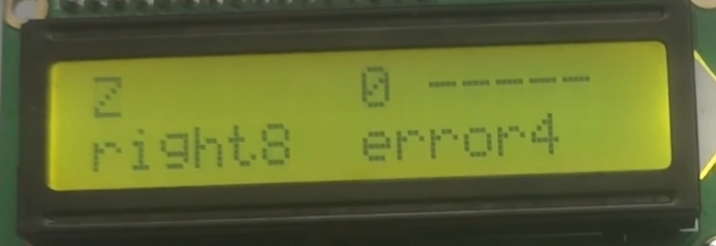 Z 0 -----
right8 error4